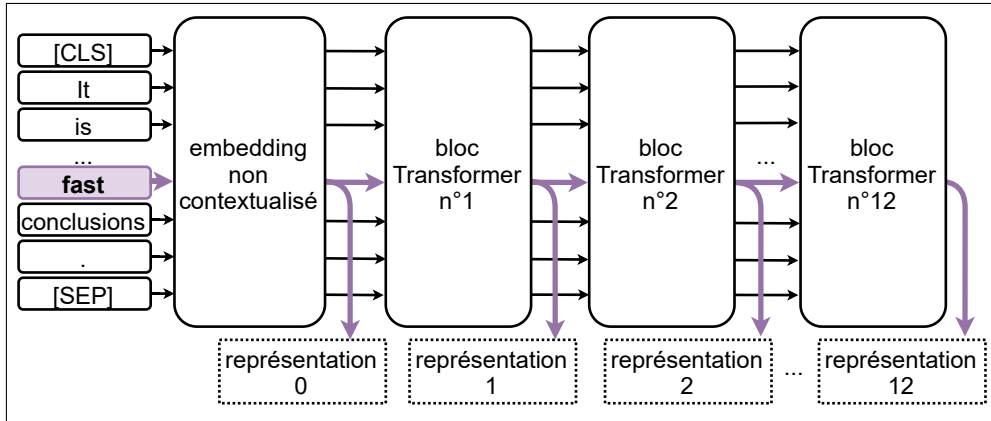 [CLS]
It
is
...
fast
conclusions
.
[SEP]
embedding
non
contextualisé
bloc
Transformer
n°1
bloc
Transformer
n°2
...
bloc
Transformer
n°12
représentation
0
représentation
1
représentation
2
...
représentation
12